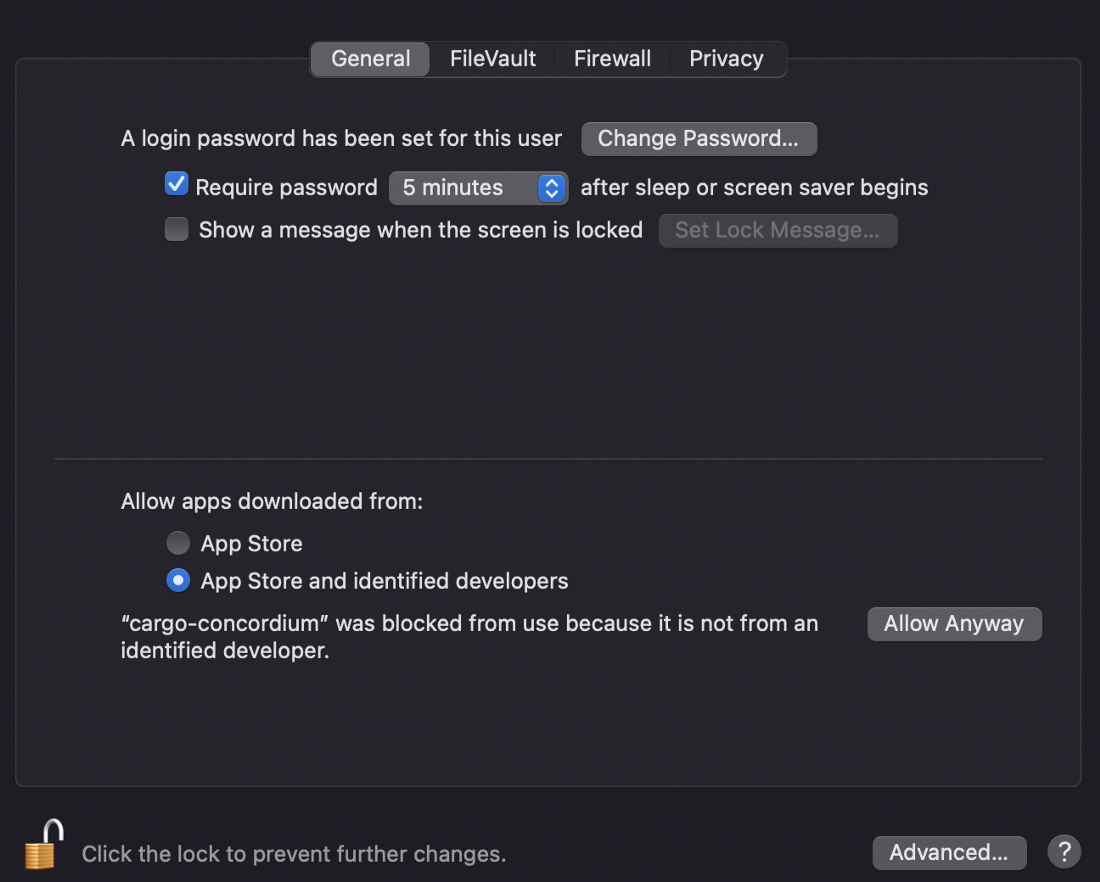 General FileVault Firewall Privacy
A login password has been set for this user Change Password...
Require password 5 minutes after sleep or screen saver begins
Show a message when the screen is locked Set Lock Message...
Allow apps downloaded from:
App Store
App Store and identified developers
“cargo-concordium” was blocked from use because it is not from an Allow Anyway
identified developer.
Click the lock to prevent further changes. Advanced... ?